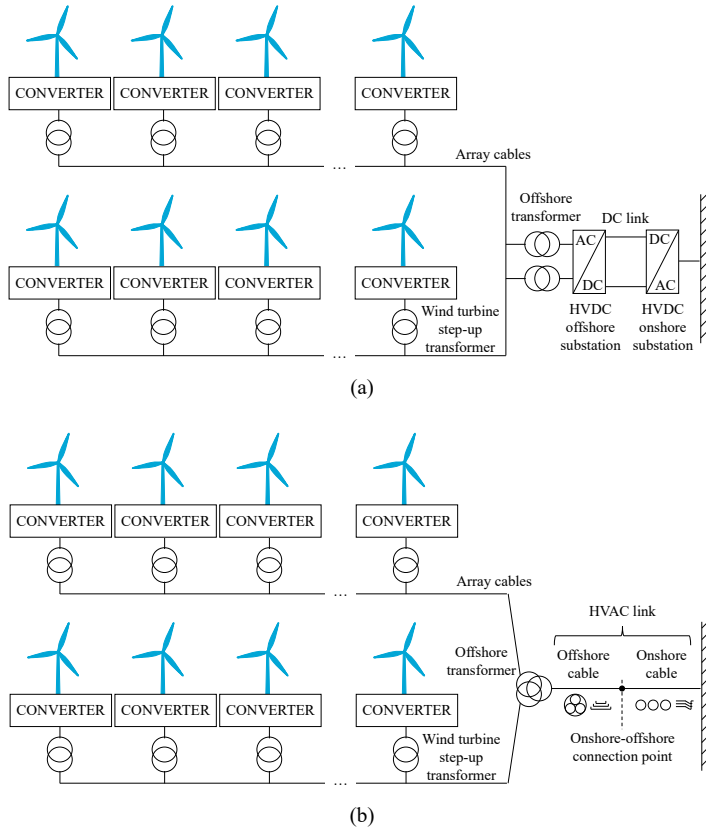 CONVERTER CONVERTER CONVERTER CONVERTER
... Array cables
Offshore
transformer
DC link
AC
DC
DC
AC
CONVERTER CONVERTER CONVERTER CONVERTER
HVDC
offshore
substation
HVDC
onshore
substation
Wind turbine
step-up
transformer
...
(a)
CONVERTER CONVERTER CONVERTER CONVERTER
... Array cables
HVAC link
Offshore
transformer
Offshore
cable
Onshore
cable
CONVERTER CONVERTER CONVERTER CONVERTER
Onshore-offshore
connection point
Wind turbine
step-up
transformer
...
(b)